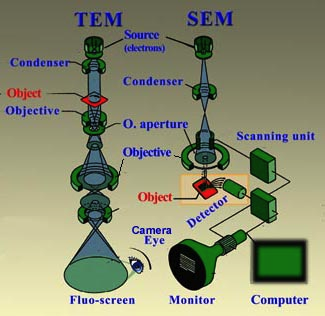 TEM SEM
Source
(electrons)
Condenser
Condenser
Object
Objective
O. aperture
Scanning unit
Objective
Object
Detector
Camera
Eye
Fluo-screen Monitor Computer